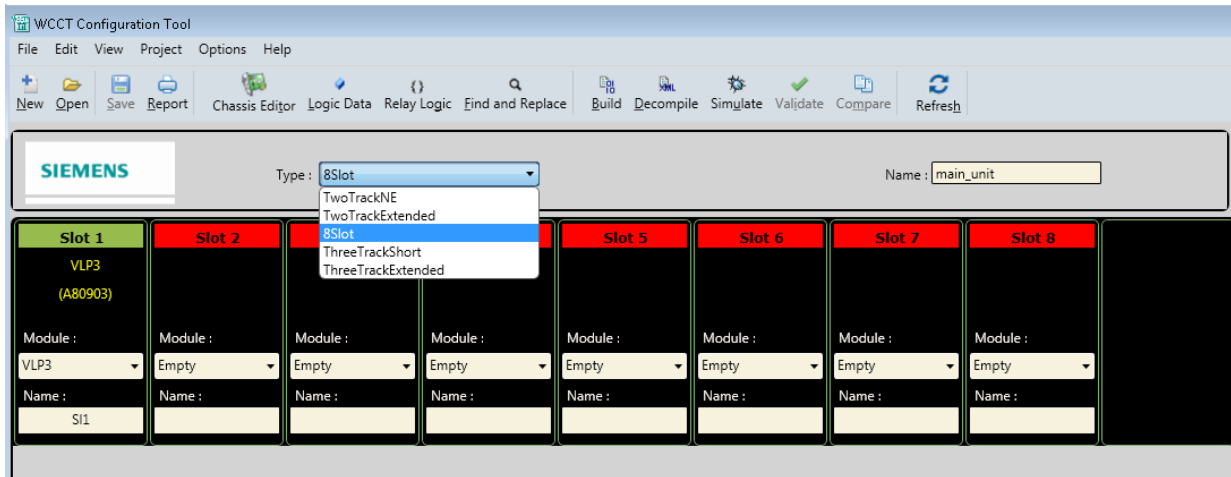 WCCT Configuration Tool
File Edit View Project Options Help
New Open Save Report Chassis Editor Logic Data Relay Logic Find and Replace Build Decompile Simulate Validate Compare Refresh
SIEMENS Type : 8Slot Name : main_unit
TwoTrackNE
TwoTrackExtended
8Slot
ThreeTrackShort
ThreeTrackExtended
Slot 1 Slot 2 Slot 5 Slot 6 Slot 7 Slot 8
VLP3
(A80903)
Module : Module : Module : Module : Module : Module : Module : Module :
VLP3 Empty Empty Empty Empty Empty Empty Empty
Name : Name : Name : Name : Name : Name : Name : Name :